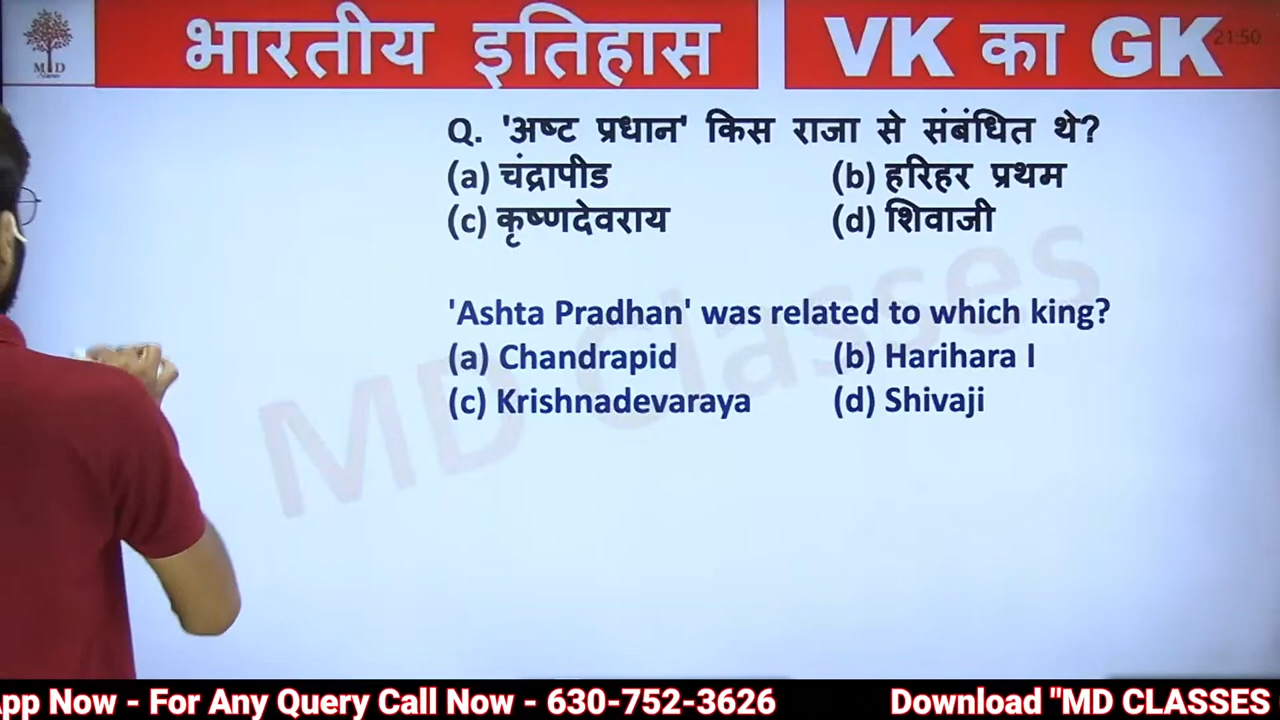 भारतीय इतिहास
VK का GK
21:50
MD
Q. 'अष्ट प्रधान' किस राजा से संबंधित थे?
(a) चंद्रापीड (b) हरिहर प्रथम
(c) कृष्णदेवराय (d) शिवाजी
'Ashta Pradhan' was related to which king?
(a) Chandrapid (b) Harihara I
(c) Krishnadevaraya (d) Shivaji
MD Classes
App Now - For Any Query Call Now - 630-752-3626 Download "MD CLASSES